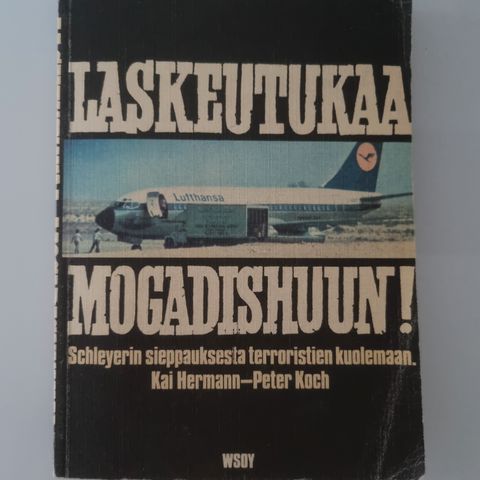 LASKEUTUKAA
Lufthansa
MOGADISHUUN!
Schleyerin sieppauksesta terroristien kuolemaan.
Kai Hermann—Peter Koch
WSOY